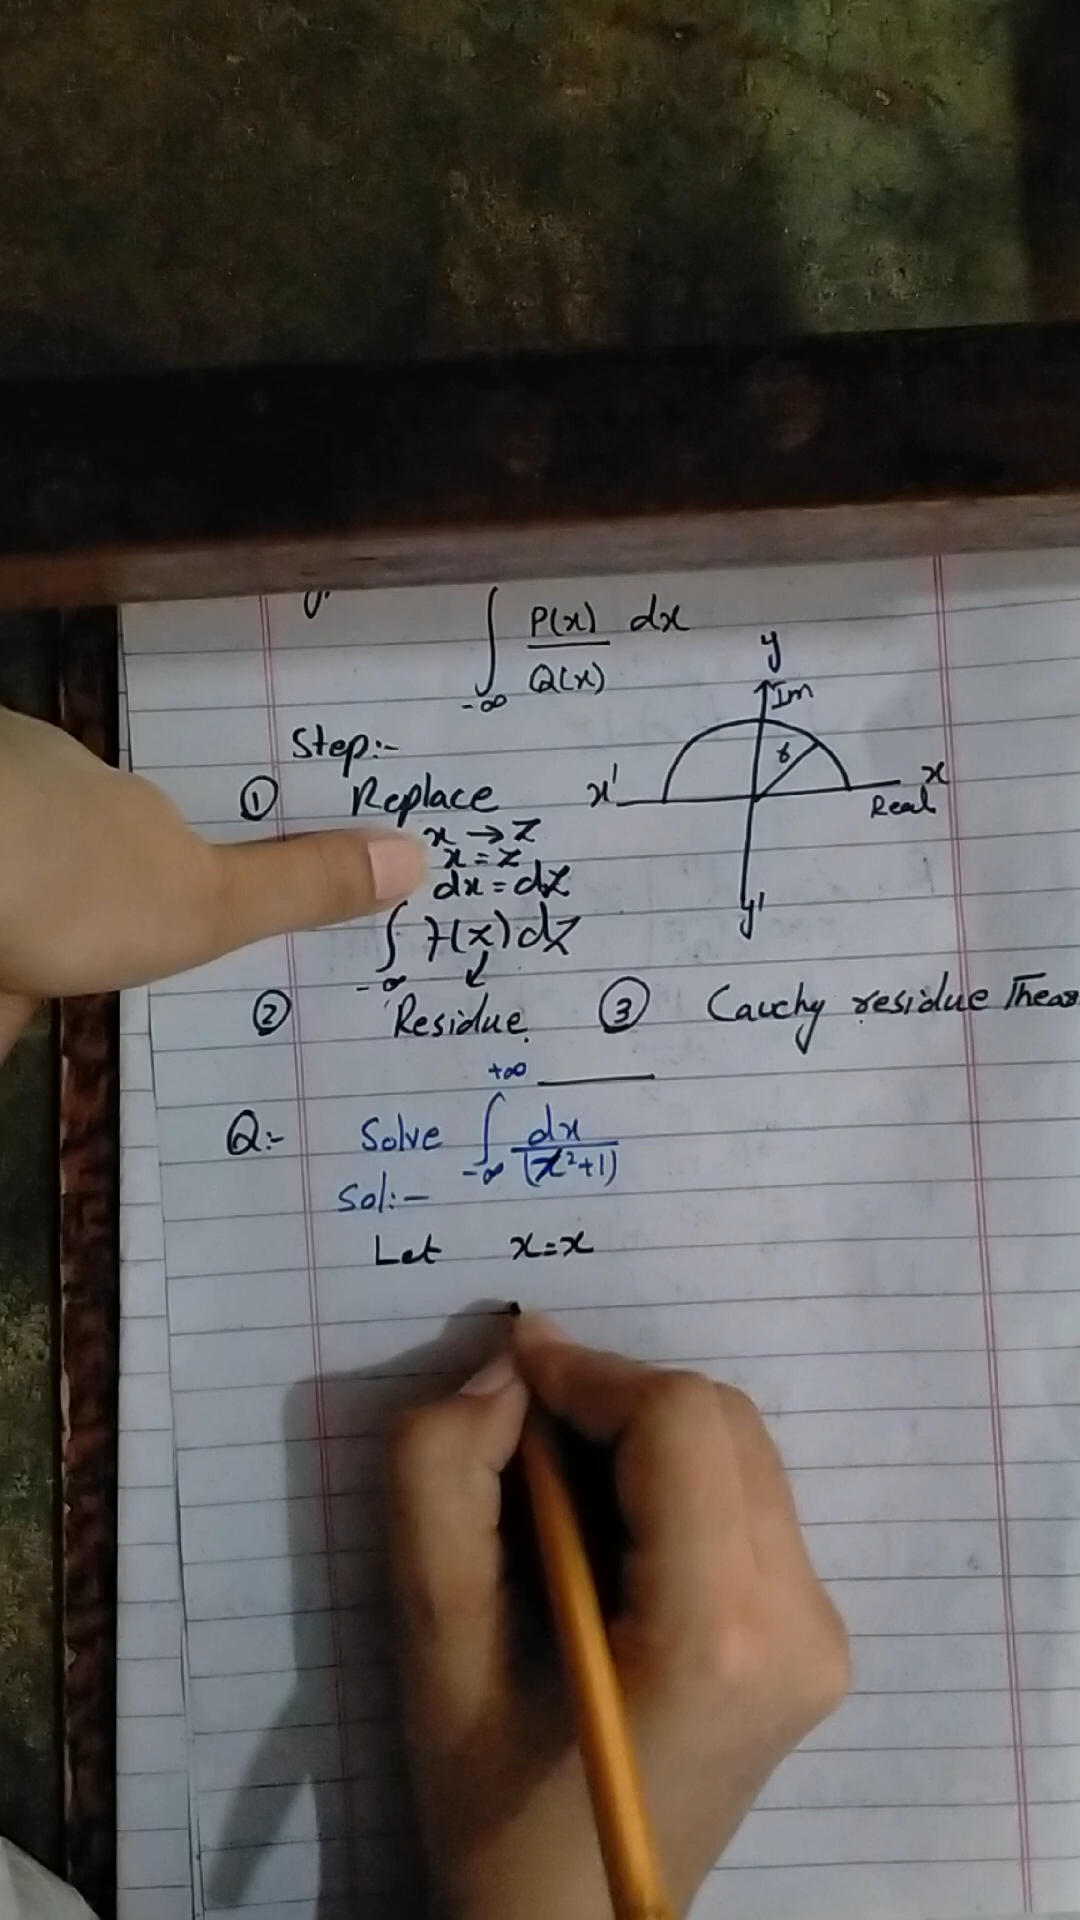 ∫ P(x)/Q(x) dx
-∞
y
Im
Step:-
① Replace
x' x
Real
x → z
x = z
dx = dz
y'
∫ f(z) dz
-∞
② Residue. ③ Cauchy residue Theo
+∞
Q:- Solve ∫ dx/(x²+1)
-∞
Sol:-
Let x=x